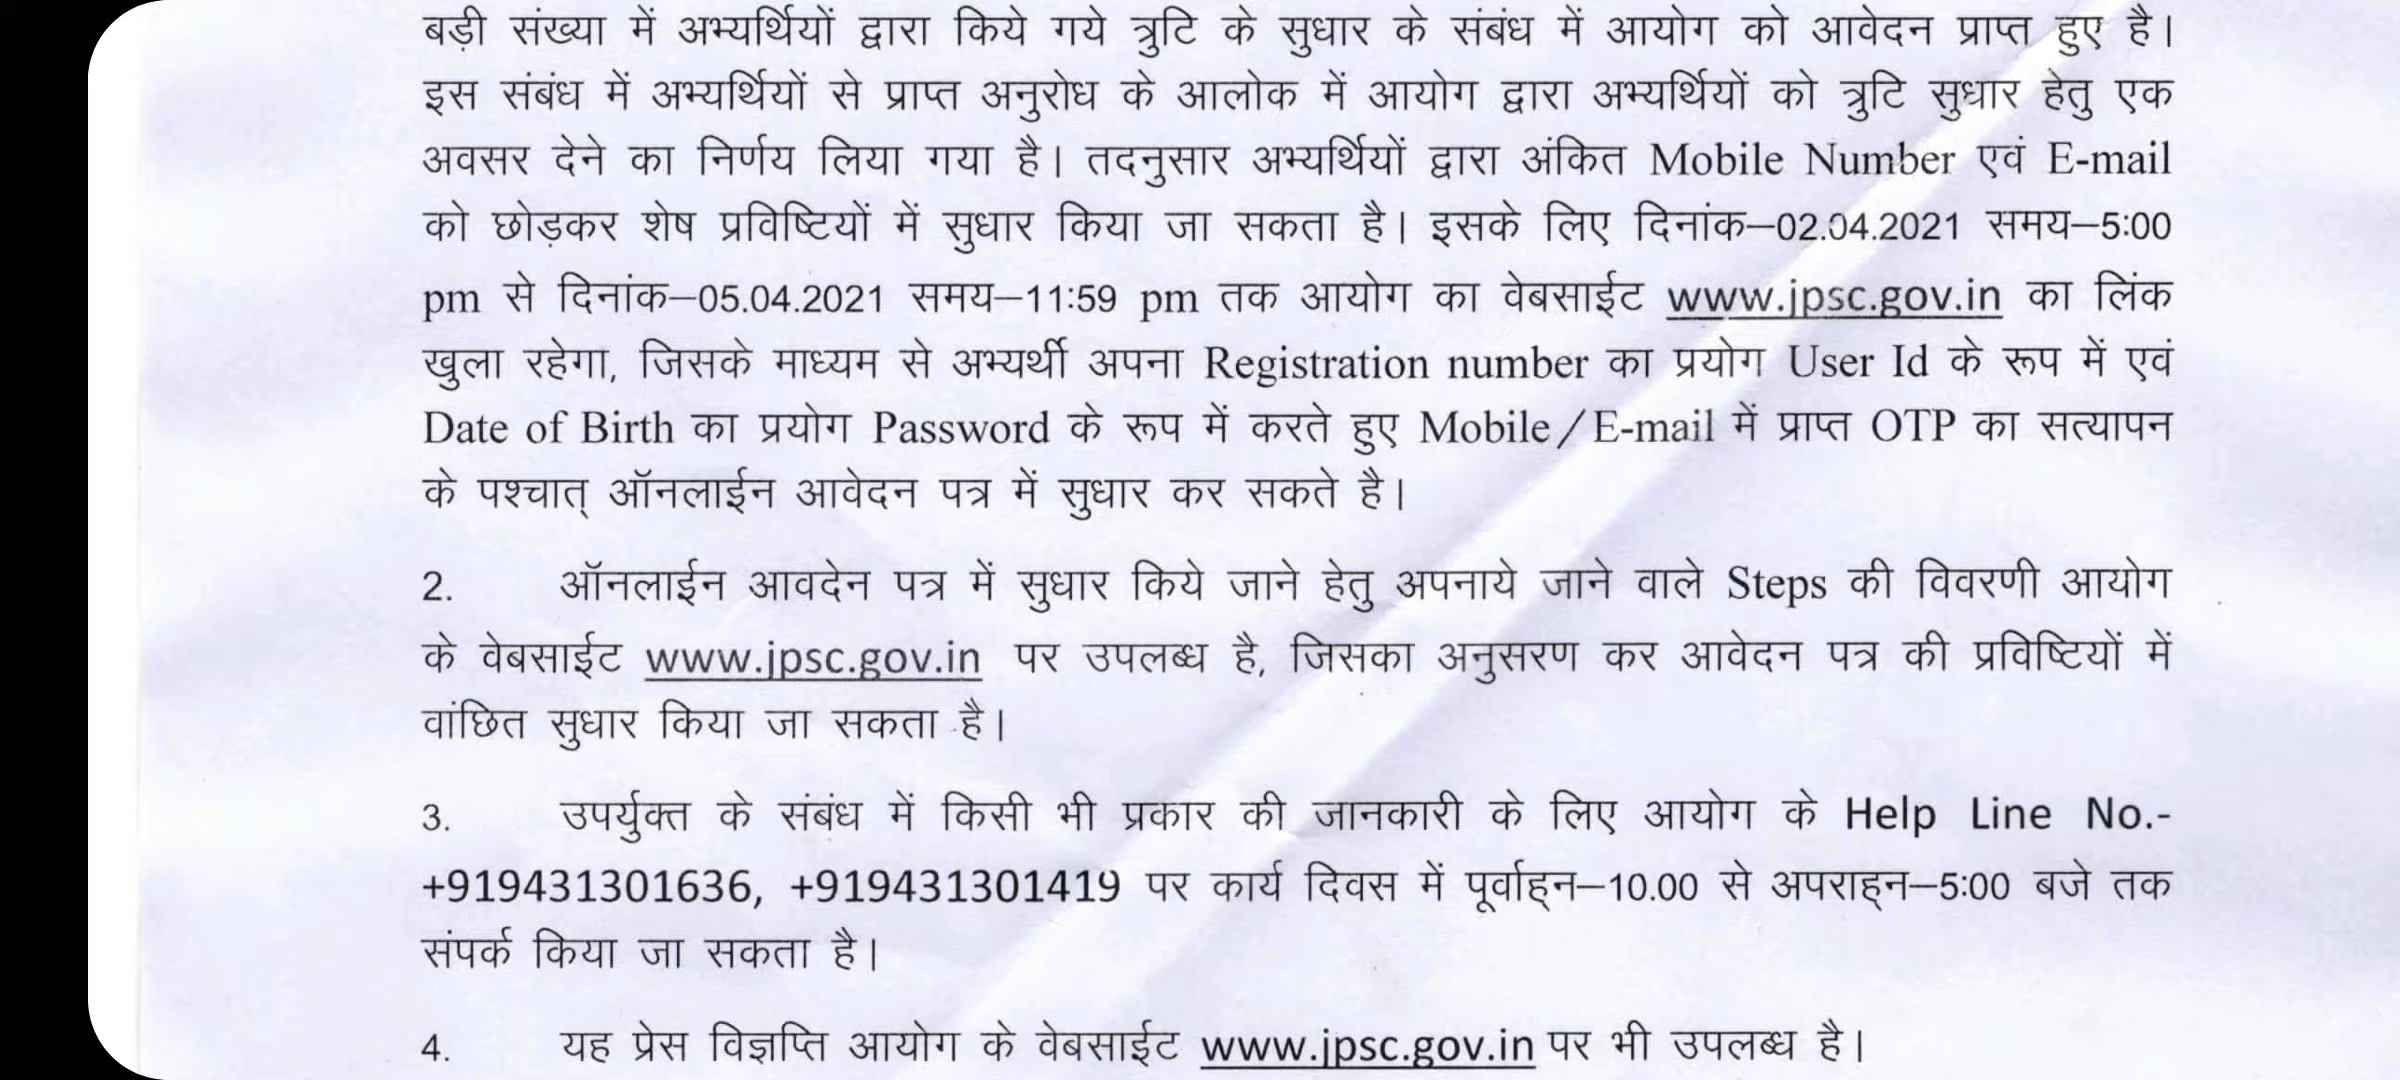 बड़ी संख्या में अभ्यर्थियों द्वारा किये गये त्रुटि के सुधार के संबंध में आयोग को आवेदन प्राप्त हुए है।
इस संबंध में अभ्यर्थियों से प्राप्त अनुरोध के आलोक में आयोग द्वारा अभ्यर्थियों को त्रुटि सुधार हेतु एक
अवसर देने का निर्णय लिया गया है। तदनुसार अभ्यर्थियों द्वारा अंकित Mobile Number एवं E-mail
को छोड़कर शेष प्रविष्टियों में सुधार किया जा सकता है। इसके लिए दिनांक–02.04.2021 समय–5:00
pm से दिनांक–05.04.2021 समय–11:59 pm तक आयोग का वेबसाईट www.jpsc.gov.in का लिंक
खुला रहेगा, जिसके माध्यम से अभ्यर्थी अपना Registration number का प्रयोग User Id के रूप में एवं
Date of Birth का प्रयोग Password के रूप में करते हुए Mobile/E-mail में प्राप्त OTP का सत्यापन
के पश्चात् ऑनलाईन आवेदन पत्र में सुधार कर सकते है।
2. ऑनलाईन आवदेन पत्र में सुधार किये जाने हेतु अपनाये जाने वाले Steps की विवरणी आयोग
के वेबसाईट www.jpsc.gov.in पर उपलब्ध है, जिसका अनुसरण कर आवेदन पत्र की प्रविष्टियों में
वांछित सुधार किया जा सकता है।
3. उपर्युक्त के संबंध में किसी भी प्रकार की जानकारी के लिए आयोग के Help Line No.-
+919431301636, +919431301419 पर कार्य दिवस में पूर्वाह्न–10.00 से अपराह्न–5:00 बजे तक
संपर्क किया जा सकता है।
4. यह प्रेस विज्ञप्ति आयोग के वेबसाईट www.jpsc.gov.in पर भी उपलब्ध है।